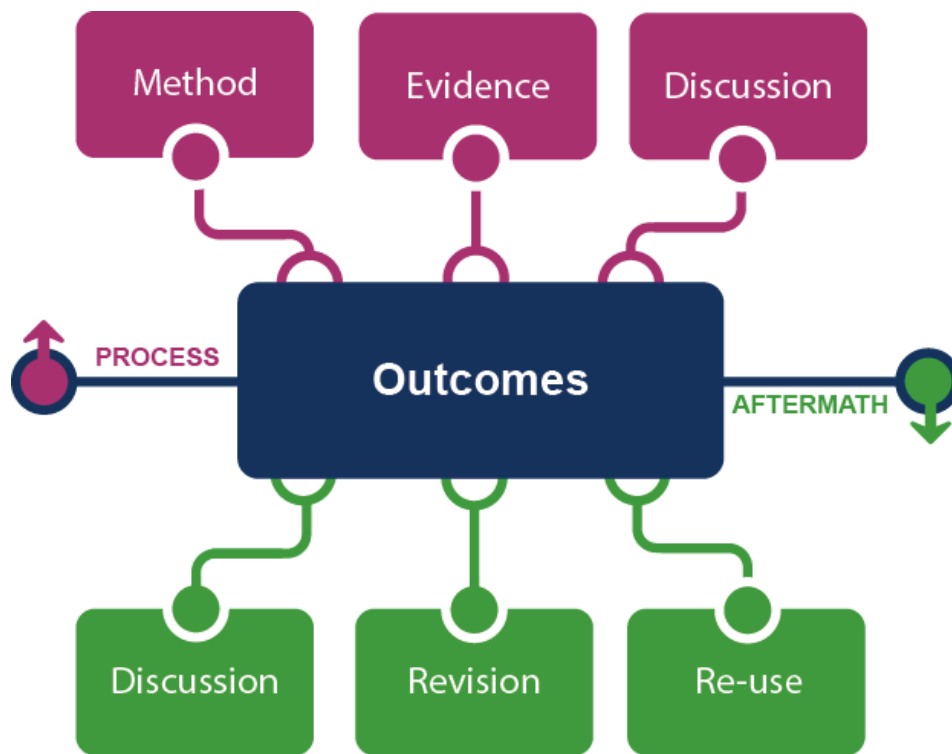 Method
Evidence
Discussion
PROCESS
Outcomes
AFTERMATH
Discussion
Revision
Re-use